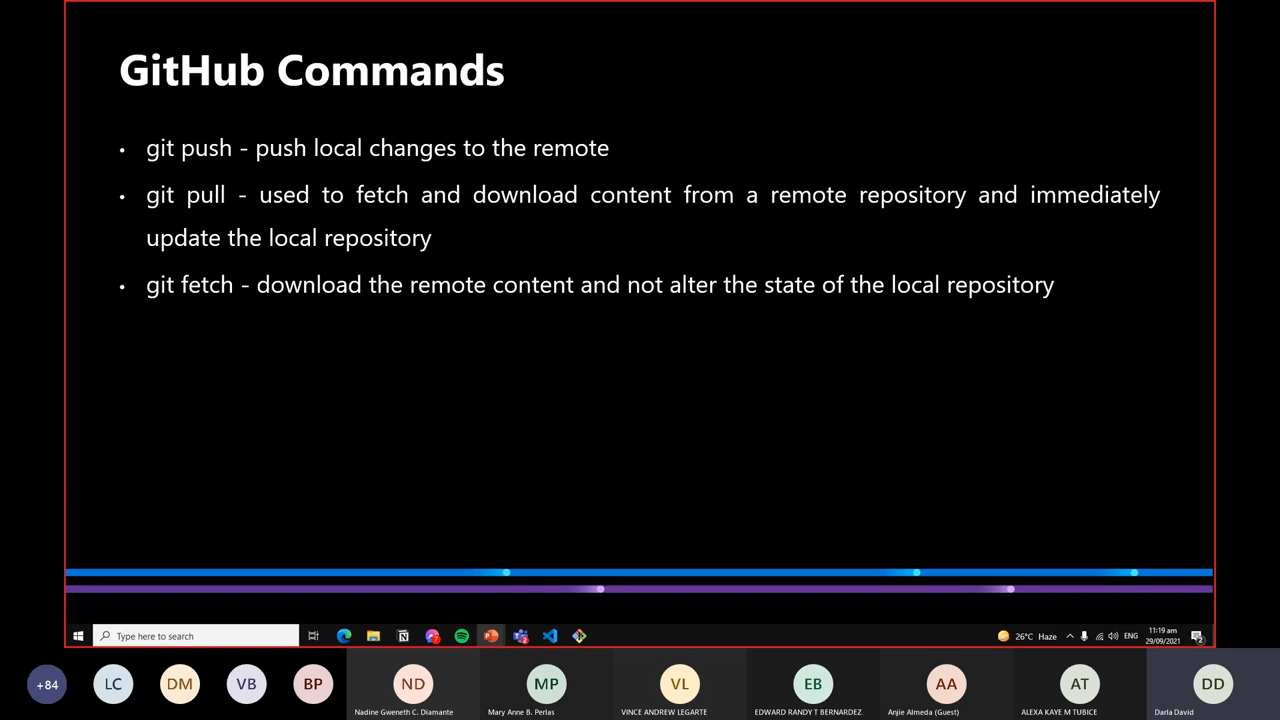 GitHub Commands
• git push - push local changes to the remote
• git pull - used to fetch and download content from a remote repository and immediately
update the local repository
• git fetch - download the remote content and not alter the state of the local repository
Type here to search
7
2
26°C Haze
ENG
11:19 am
29/09/2021
2
+84
LC
DM
VB
BP
ND
MP
VL
EB
AA
AT
DD
Nadine Gweneth C. Diamante
Mary Anne B. Perlas
VINCE ANDREW LEGARTE
EDWARD RANDY T BERNARDEZ
Anjie Almeda (Guest)
ALEXA KAYE M TUBICE
Darla David